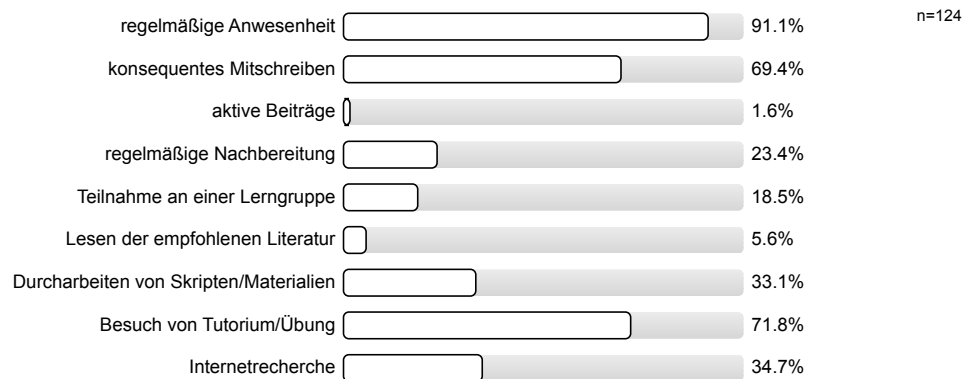 n=124
regelmäßige Anwesenheit 91.1%
konsequentes Mitschreiben 69.4%
aktive Beiträge 1.6%
regelmäßige Nachbereitung 23.4%
Teilnahme an einer Lerngruppe 18.5%
Lesen der empfohlenen Literatur 5.6%
Durcharbeiten von Skripten/Materialien 33.1%
Besuch von Tutorium/Übung 71.8%
Internetrecherche 34.7%